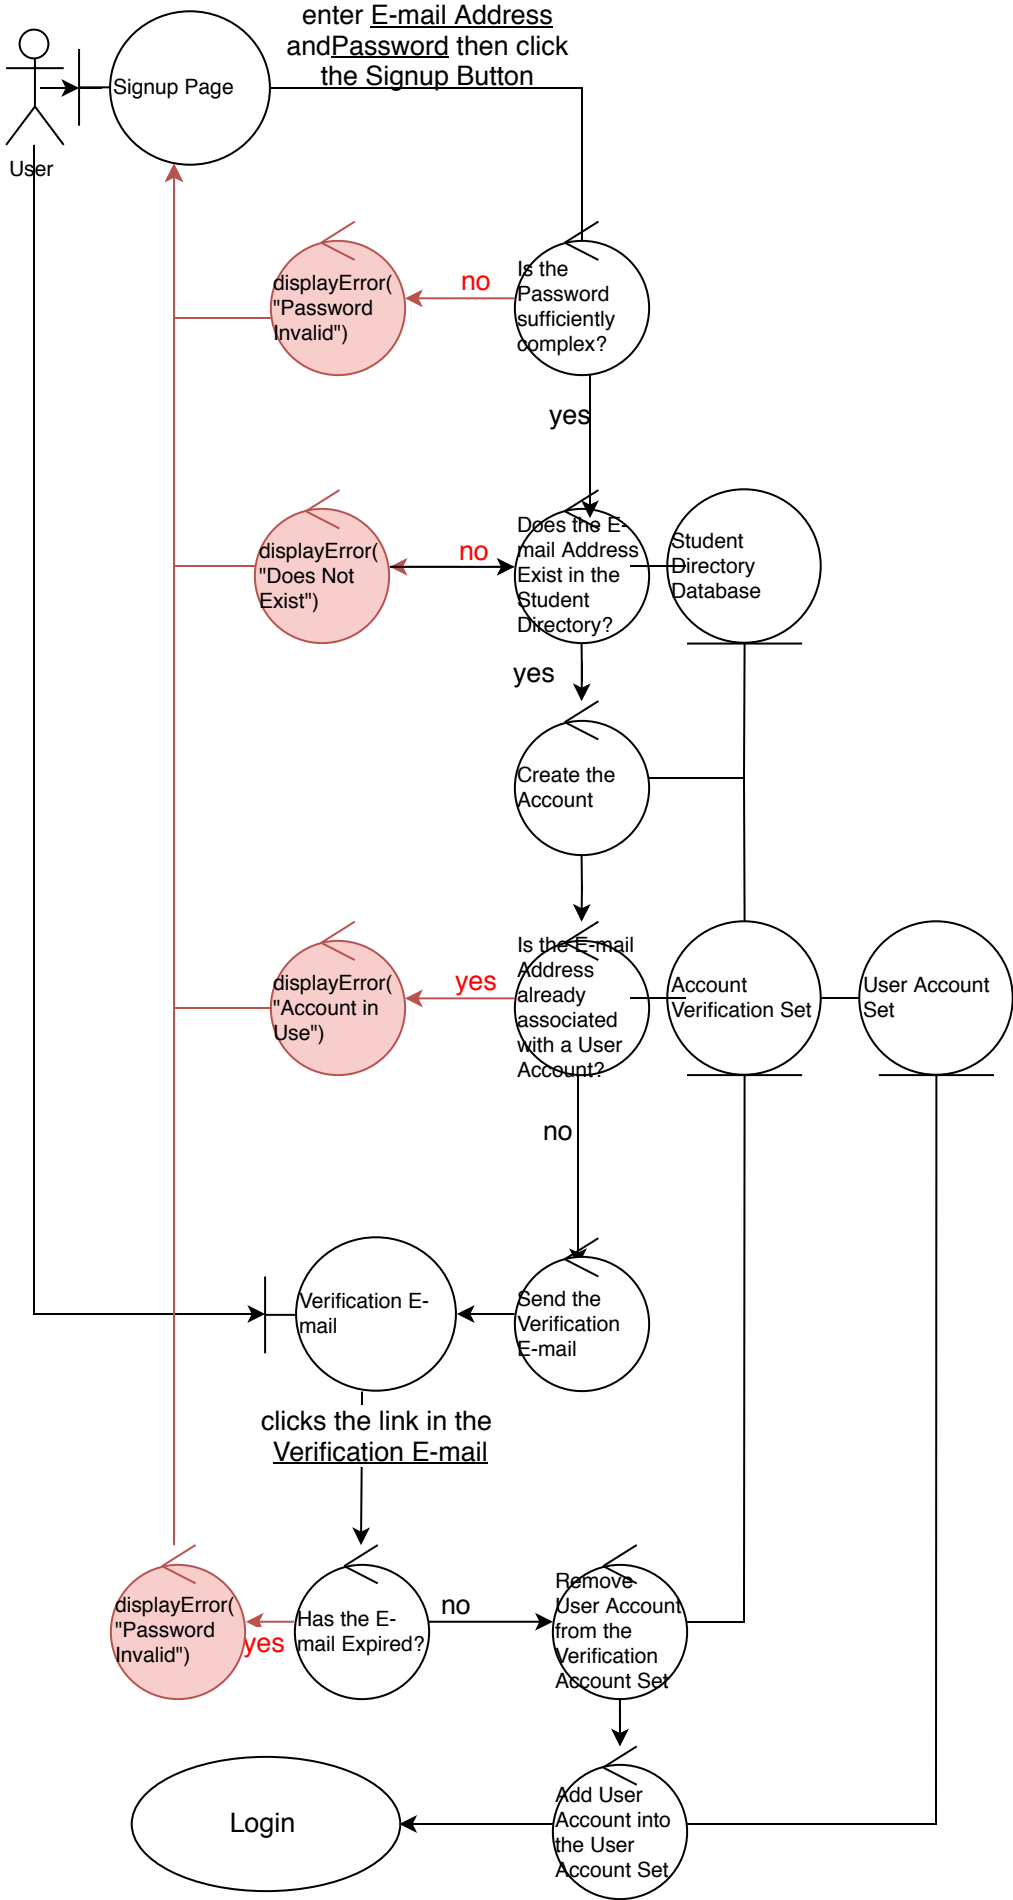 enter E-mail Address
andPassword then click
the Signup Button
Signup Page
User
Is the
Password
sufficiently
complex?
no
displayError(
"Password
Invalid")
yes
Does the E-
mail Address
Exist in the
Student
Directory?
no
displayError(
"Does Not
Exist")
Student
Directory
Database
yes
Create the
Account
Is the E-mail
Address
already
associated
with a User
Account?
yes
displayError(
"Account in
Use")
Account
Verification Set
User Account
Set
no
Verification E-
mail
Send the
Verification
E-mail
clicks the link in the
Verification E-mail
displayError(
"Password
Invalid")
yes
Has the E-
mail Expired?
no
Remove
User Account
from the
Verification
Account Set
Login
Add User
Account into
the User
Account Set